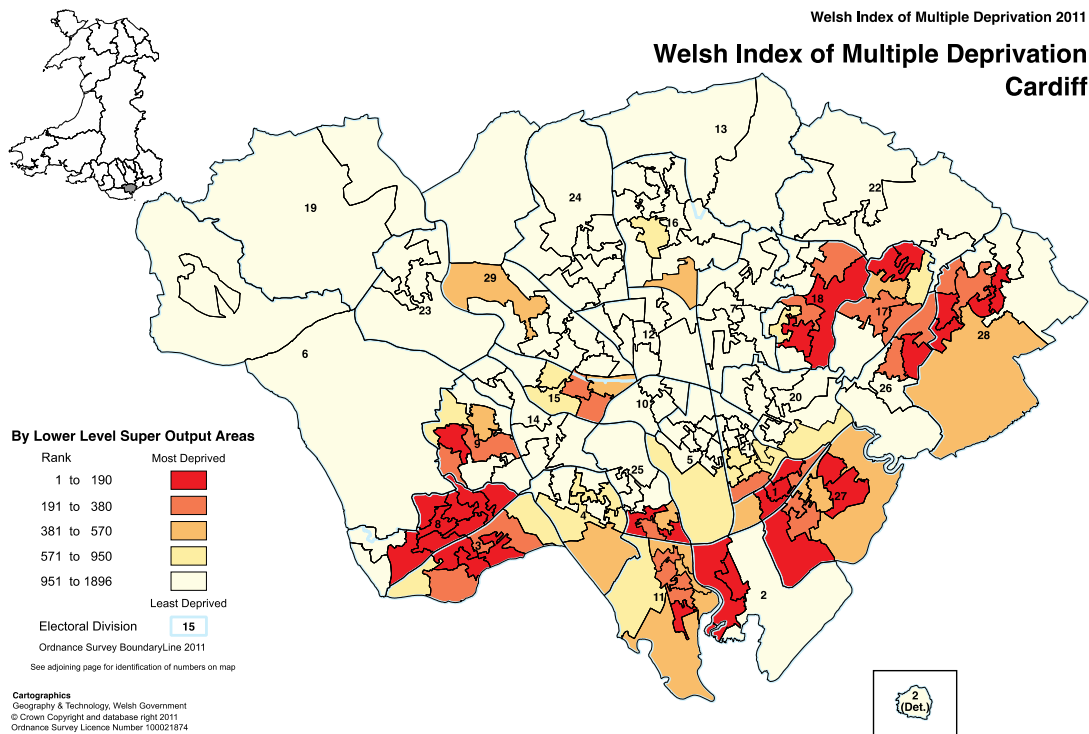 Welsh Index of Multiple Deprivation 2011
Welsh Index of Multiple Deprivation
Cardiff
13
22
19
24
16
29
18
17
23
12
28
6
26
15
10
20
14
9
5
25
1
27
4
8
3
11
2
By Lower Level Super Output Areas
Rank
Most Deprived
1 to 190
191 to 380
381 to 570
571 to 950
951 to 1896
Least Deprived
Electoral Division
15
Ordnance Survey BoundaryLine 2011
See adjoining page for identification of numbers on map
Cartographics
Geography & Technology, Welsh Government
© Crown Copyright and database right 2011
Ordnance Survey Licence Number 100021874
2
(Det.)